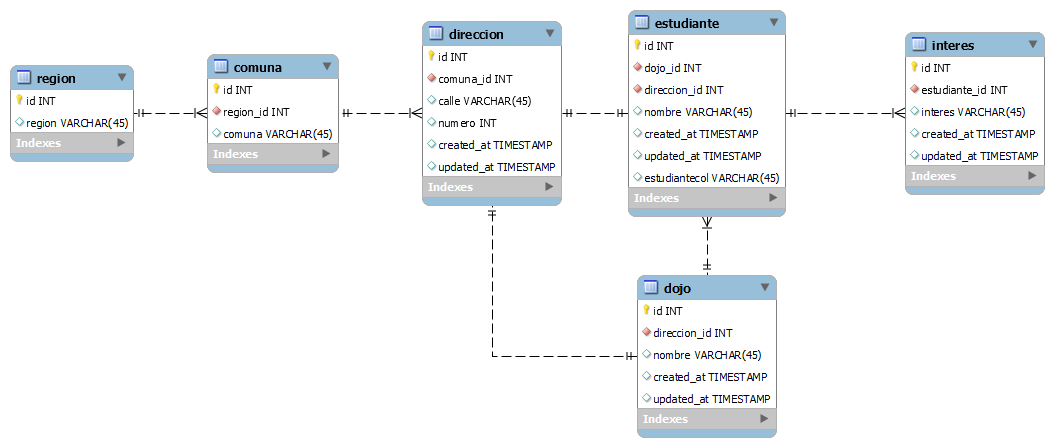 region
id INT
region VARCHAR(45)
Indexes
comuna
id INT
region_id INT
comuna VARCHAR(45)
Indexes
direccion
id INT
comuna_id INT
calle VARCHAR(45)
numero INT
created_at TIMESTAMP
updated_at TIMESTAMP
Indexes
estudiante
id INT
dojo_id INT
direccion_id INT
nombre VARCHAR(45)
created_at TIMESTAMP
updated_at TIMESTAMP
estudiantecol VARCHAR(45)
Indexes
interes
id INT
estudiante_id INT
interes VARCHAR(45)
created_at TIMESTAMP
updated_at TIMESTAMP
Indexes
dojo
id INT
direccion_id INT
nombre VARCHAR(45)
created_at TIMESTAMP
updated_at TIMESTAMP
Indexes